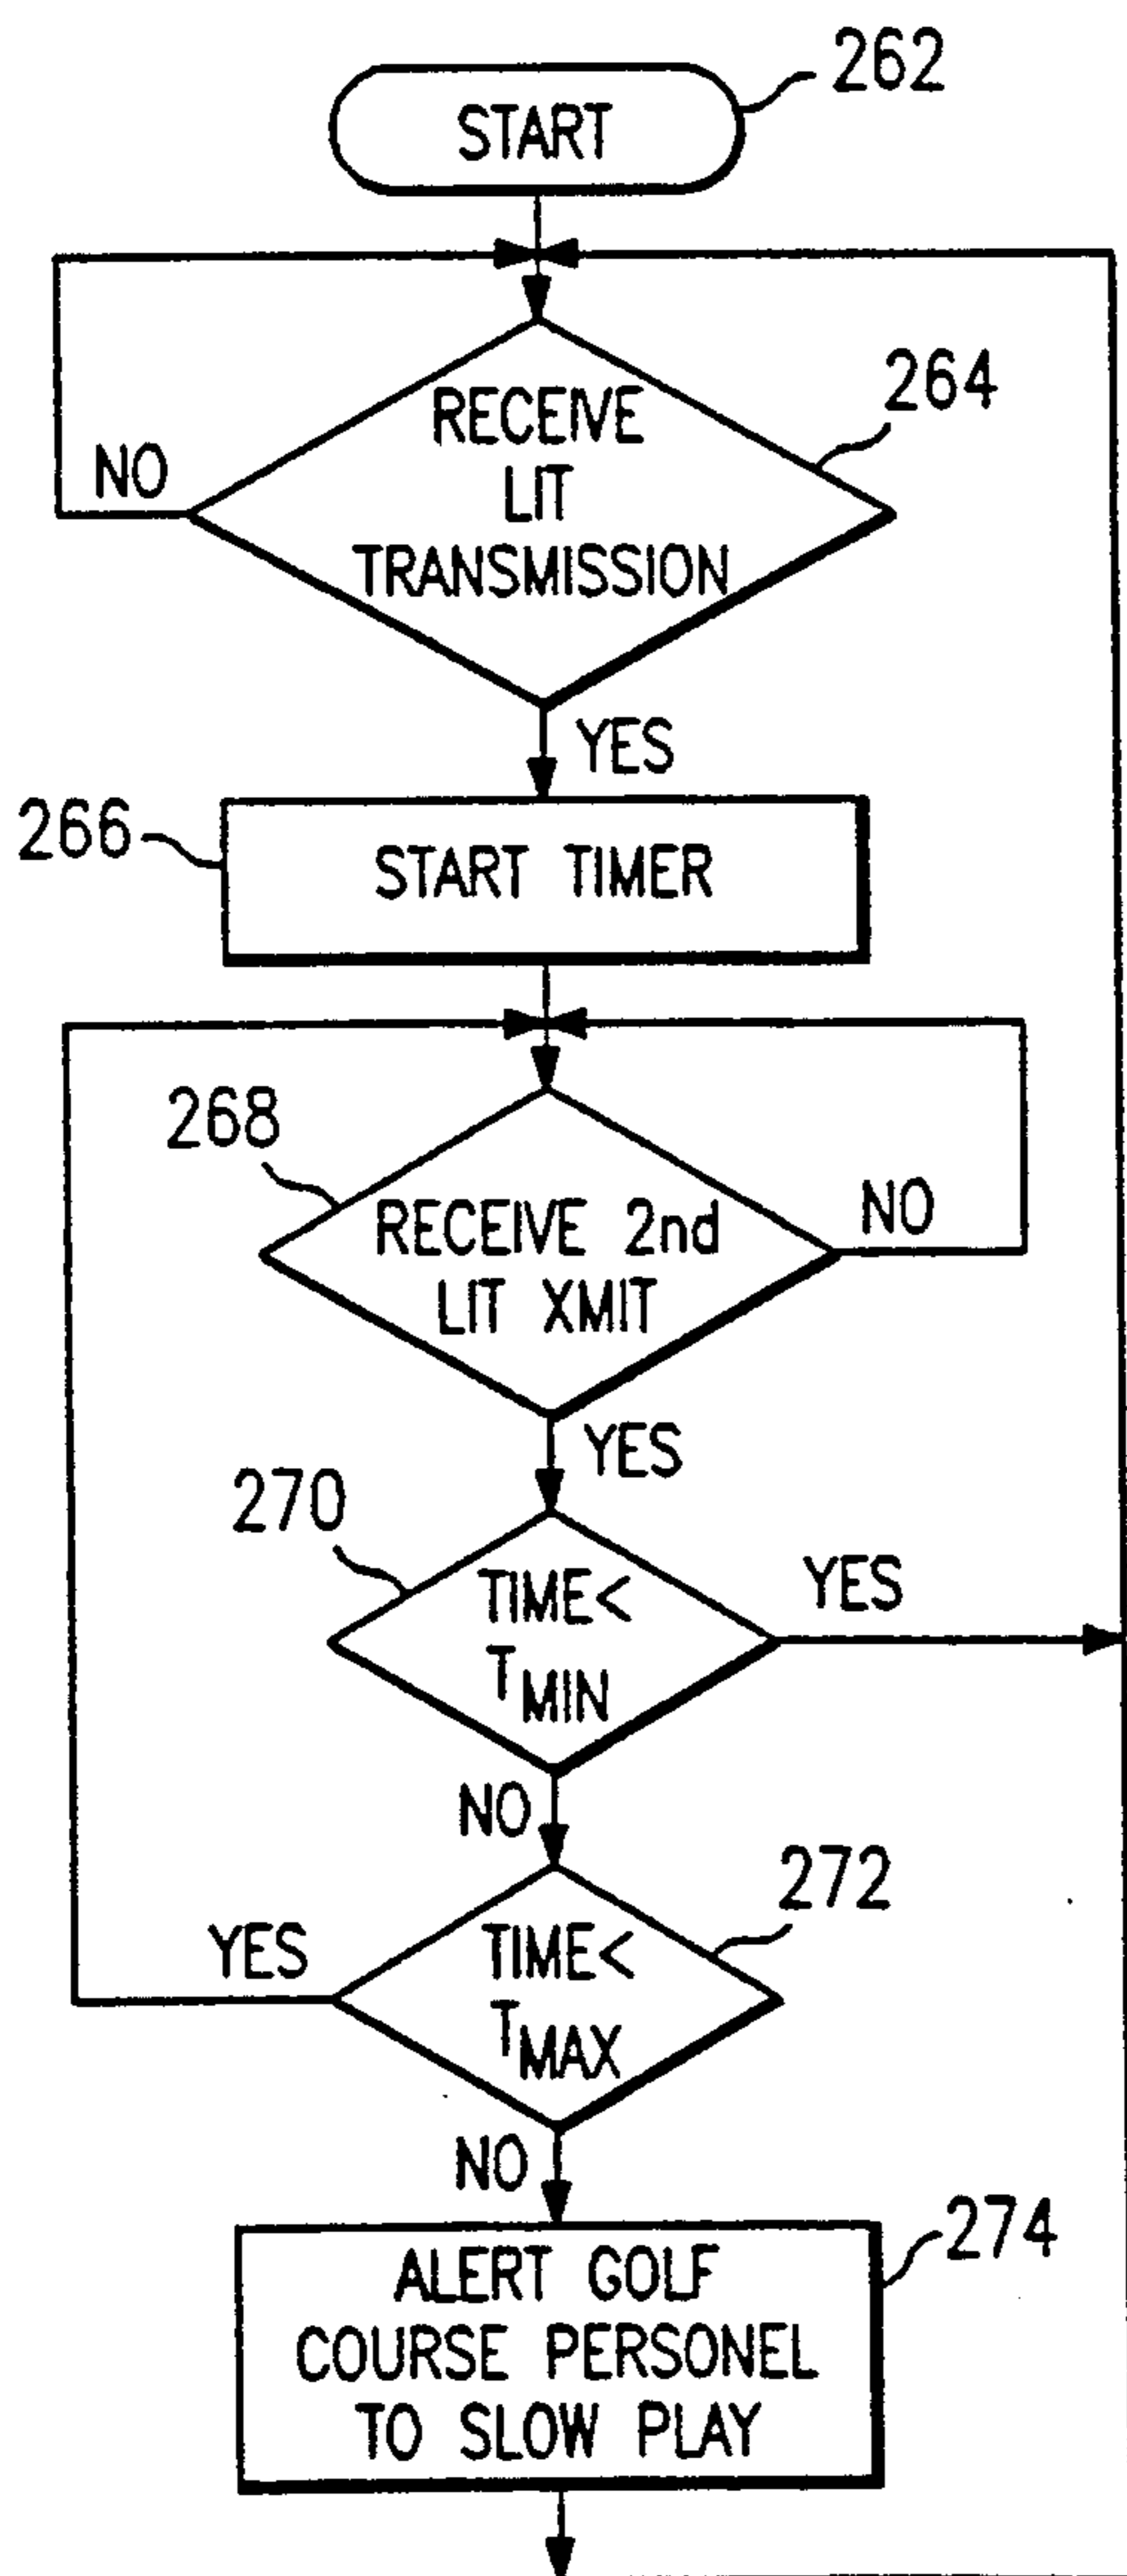 START
262
RECEIVE
LIT
TRANSMISSION
264
NO
YES
266
START TIMER
268
RECEIVE 2nd
LIT XMIT
NO
YES
270
TIME<
TMIN
YES
NO
272
TIME<
TMAX
YES
NO
274
ALERT GOLF
COURSE PERSONEL
TO SLOW PLAY